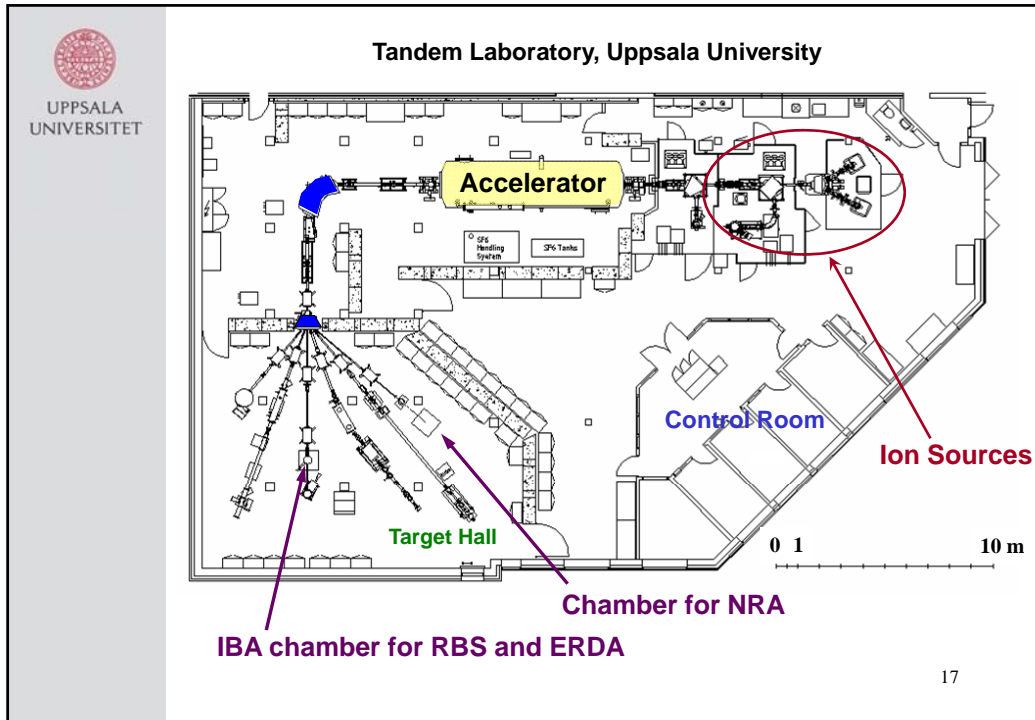 Tandem Laboratory, Uppsala University
UPPSALA
UNIVERSITET
Accelerator
SF6
Handling
System
SF6 Tanks
Control Room
Ion Sources
Target Hall
0 1 10 m
Chamber for NRA
IBA chamber for RBS and ERDA
17